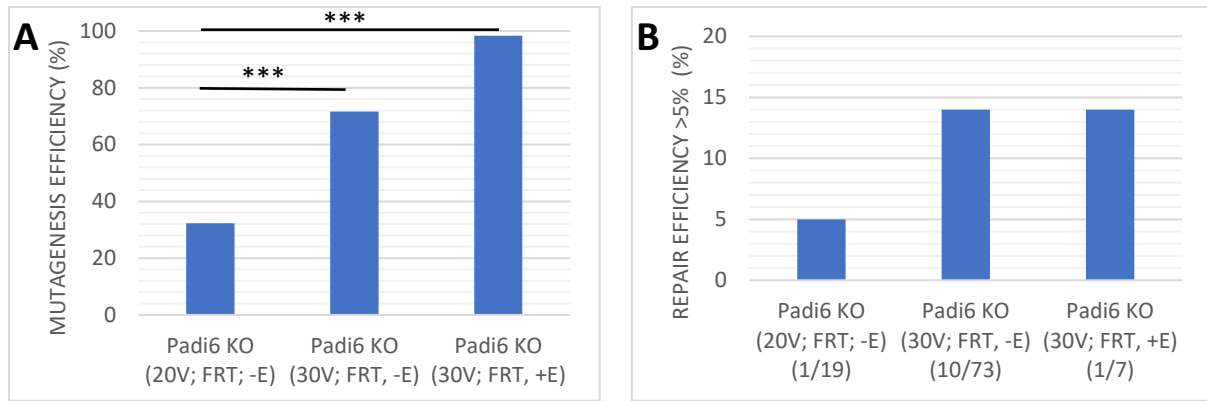 A
MUTAGENESIS EFFICIENCY (%)
100
80
60
40
20
0
***
***
Padi6 KO
(20V; FRT; -E)
Padi6 KO
(30V; FRT, -E)
Padi6 KO
(30V; FRT, +E)
B
REPAIR EFFICIENCY >5% (%)
20
15
10
5
0
Padi6 KO
(20V; FRT; -E)
(1/19)
Padi6 KO
(30V; FRT, -E)
(10/73)
Padi6 KO
(30V; FRT, +E)
(1/7)